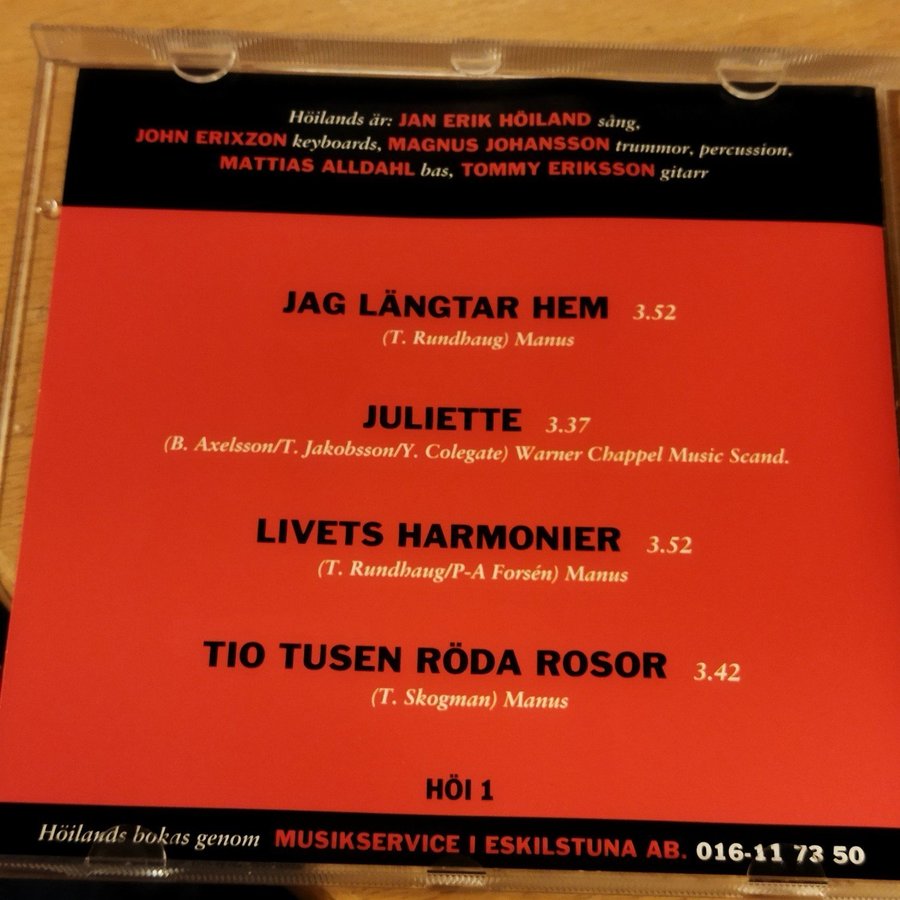 Höilands är: JAN ERIK HÖILAND sång,
JOHN ERIXZON keyboards, MAGNUS JOHANSSON trummor, percussion,
MATTIAS ALLDAHL bas, TOMMY ERIKSSON gitarr
JAG LÄNGTAR HEM 3.52
(T. Rundhaug) Manus
JULIETTE 3.37
(B. Axelsson/T. Jakobsson/Y. Colegate) Warner Chappel Music Scand.
LIVETS HARMONIER 3.52
(T. Rundhaug/P-A Forsén) Manus
TIO TUSEN RÖDA ROSOR 3.42
(T. Skogman) Manus
HÖI 1
Höilands bokas genom MUSIKSERVICE I ESKILSTUNA AB. 016-11 73 50